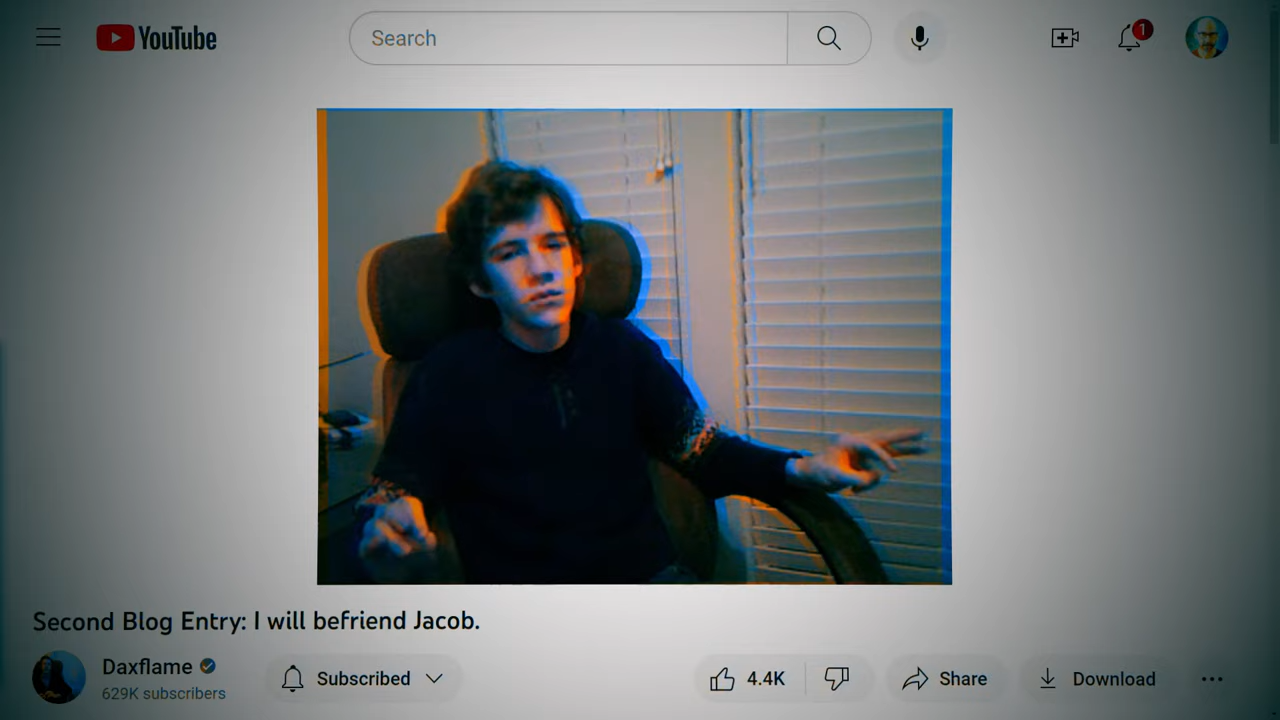 YouTube
Search
1
Second Blog Entry: I will befriend Jacob.
Daxflame
629K subscribers
Subscribed
4.4K
Share
Download